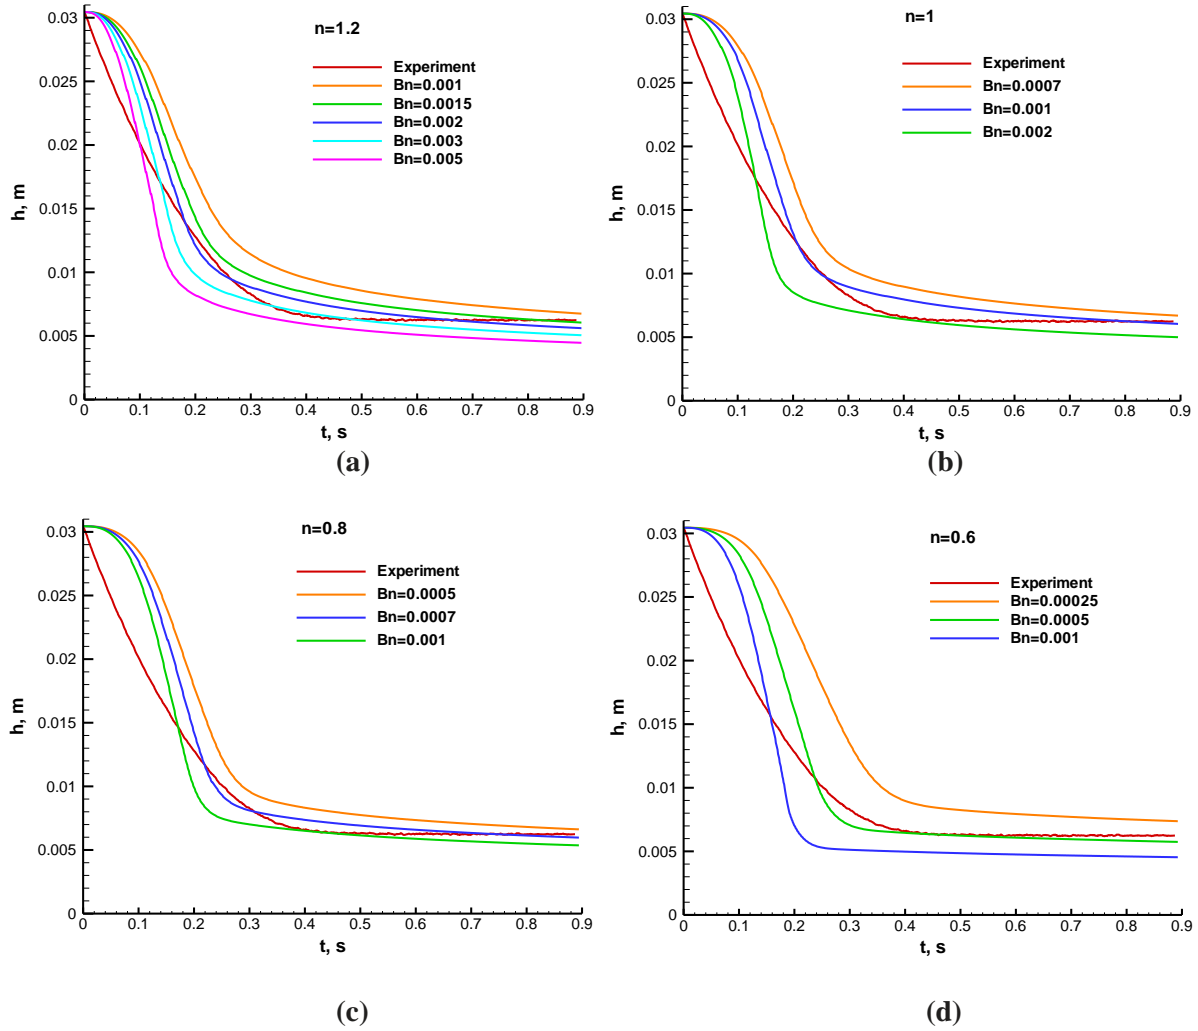 n=1.2
Experiment
Bn=0.001
Bn=0.0015
Bn=0.002
Bn=0.003
Bn=0.005
h, m
0.03
0.025
0.02
0.015
0.01
0.005
0
0 0.1 0.2 0.3 0.4 0.5 0.6 0.7 0.8 0.9
t, s
(a)
n=1
Experiment
Bn=0.0007
Bn=0.001
Bn=0.002
h, m
0.03
0.025
0.02
0.015
0.01
0.005
0
0 0.1 0.2 0.3 0.4 0.5 0.6 0.7 0.8 0.9
t, s
(b)
n=0.8
Experiment
Bn=0.0005
Bn=0.0007
Bn=0.001
h, m
0.03
0.025
0.02
0.015
0.01
0.005
0
0 0.1 0.2 0.3 0.4 0.5 0.6 0.7 0.8 0.9
t, s
(c)
n=0.6
Experiment
Bn=0.00025
Bn=0.0005
Bn=0.001
h, m
0.03
0.025
0.02
0.015
0.01
0.005
0
0 0.1 0.2 0.3 0.4 0.5 0.6 0.7 0.8 0.9
t, s
(d)